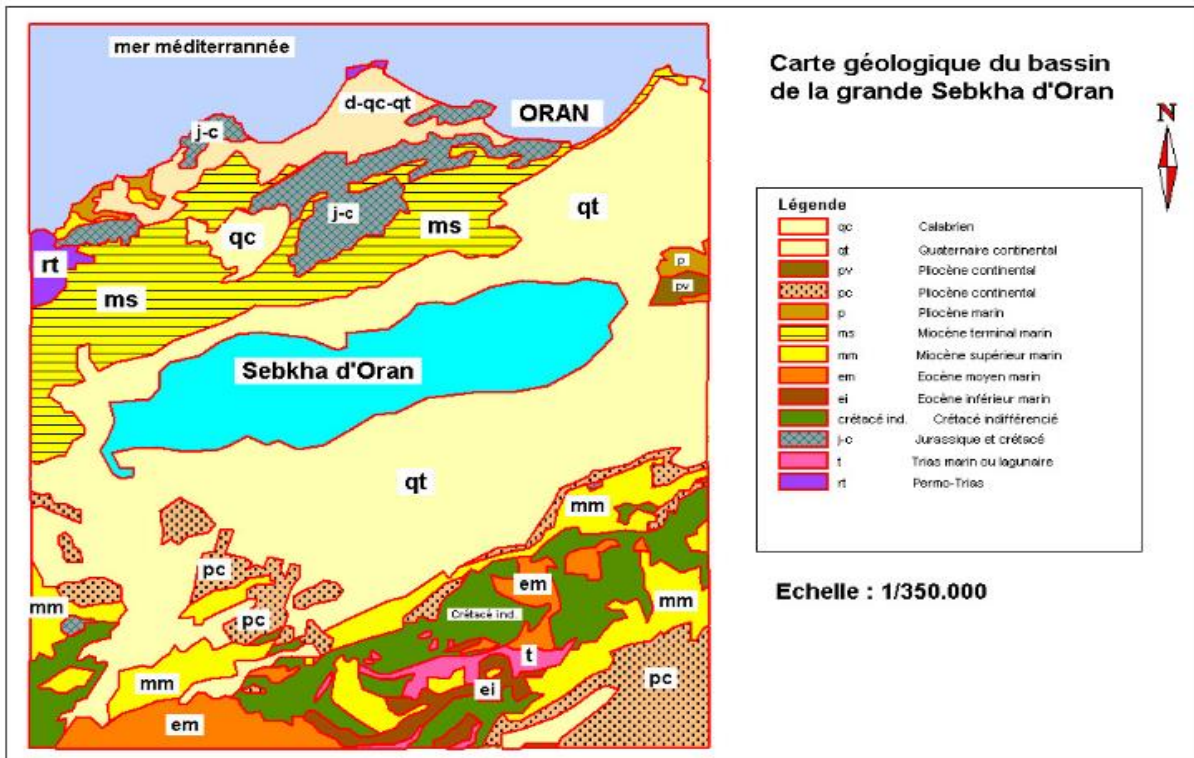 mer méditerrannée
d-qc-qt
ORAN
j-c
j-c
qc
ms
qt
rt
ms
p
pv
Sebkha d'Oran
qt
mm
pc
em
mm
mm
pc
Crétacé ind.
t
pc
mm
ei
em
Carte géologique du bassin
de la grande Sebkha d'Oran
N
Légende
qc Calabrien
qt Quaternaire continental
pv Pliocène continental
pc Pliocène continental
p Pliocène marin
ms Miocène terminal marin
mm Miocène supérieur marin
em Eocène moyen marin
ei Eocène inférieur marin
crétacé ind. Crétacé indifférencié
j-c Jurassique et crétacé
t Trias marin ou lagunaire
rt Permo-Trias
Echelle : 1/350.000